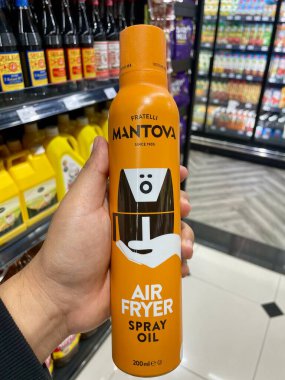 FRATELLI
MANTOVA
SINCE 1905
AIR
FRYER
SPRAY
OIL
200ml e